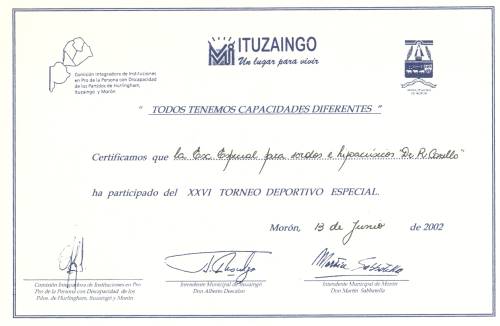 ITUZAINGO
Un lugar para vivir
Comisión Integradora de Instituciones
en Pro de la Persona con Discapacidad
de los Partidos de Hurlingham,
Ituzaingo y Morón
" TODOS TENEMOS CAPACIDADES DIFERENTES "
Certificamos que la Esc. Especial para sordos e hipoacúsicos "Dr. R.
ha participado del XXVI TORNEO DEPORTIVO ESPECIAL.
Morón, 13 de Junio de 2002
Comisión Integradora de Instituciones en Pro
Pro de la Persona con Discapacidad de los
Pdos. de Hurlingham, Ituzaingó y Morón
Intendente Municipal de Ituzaingó
Don Alberto Descalzo
Intendente Municipal de Morón
Don Martín Sabbatella